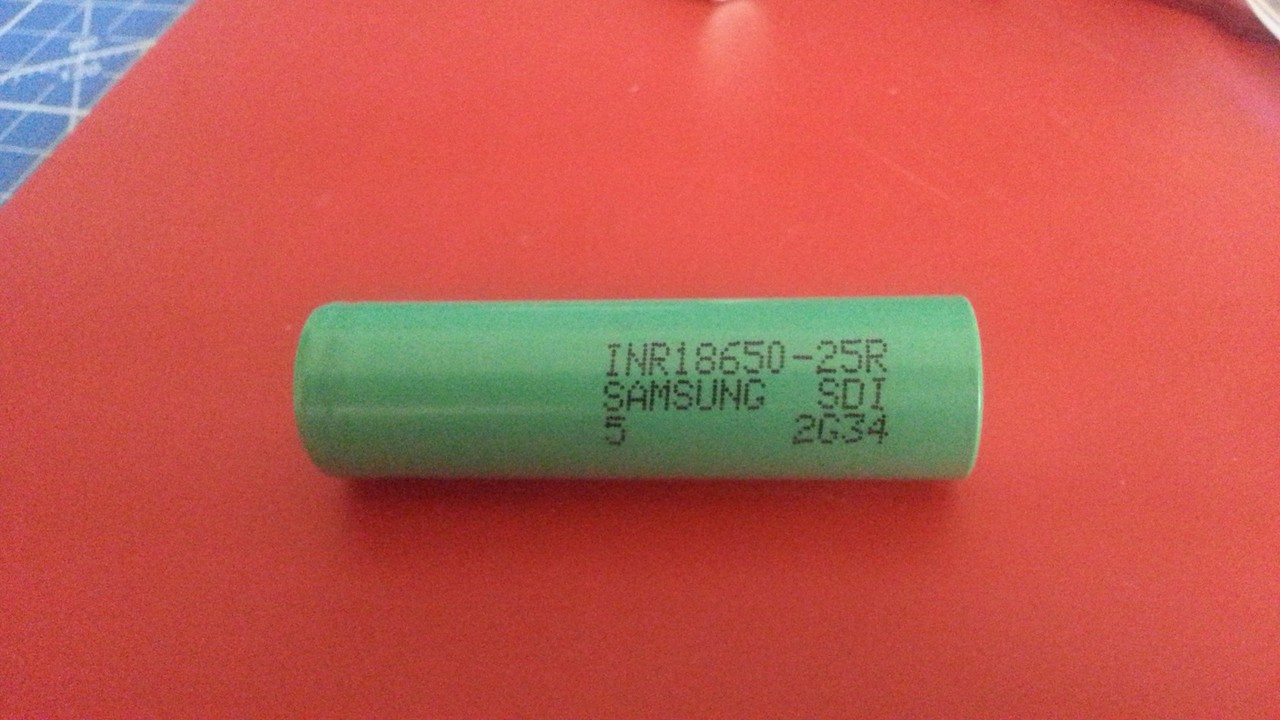 INR18650-25R
SAMSUNG SDI
5 2G34